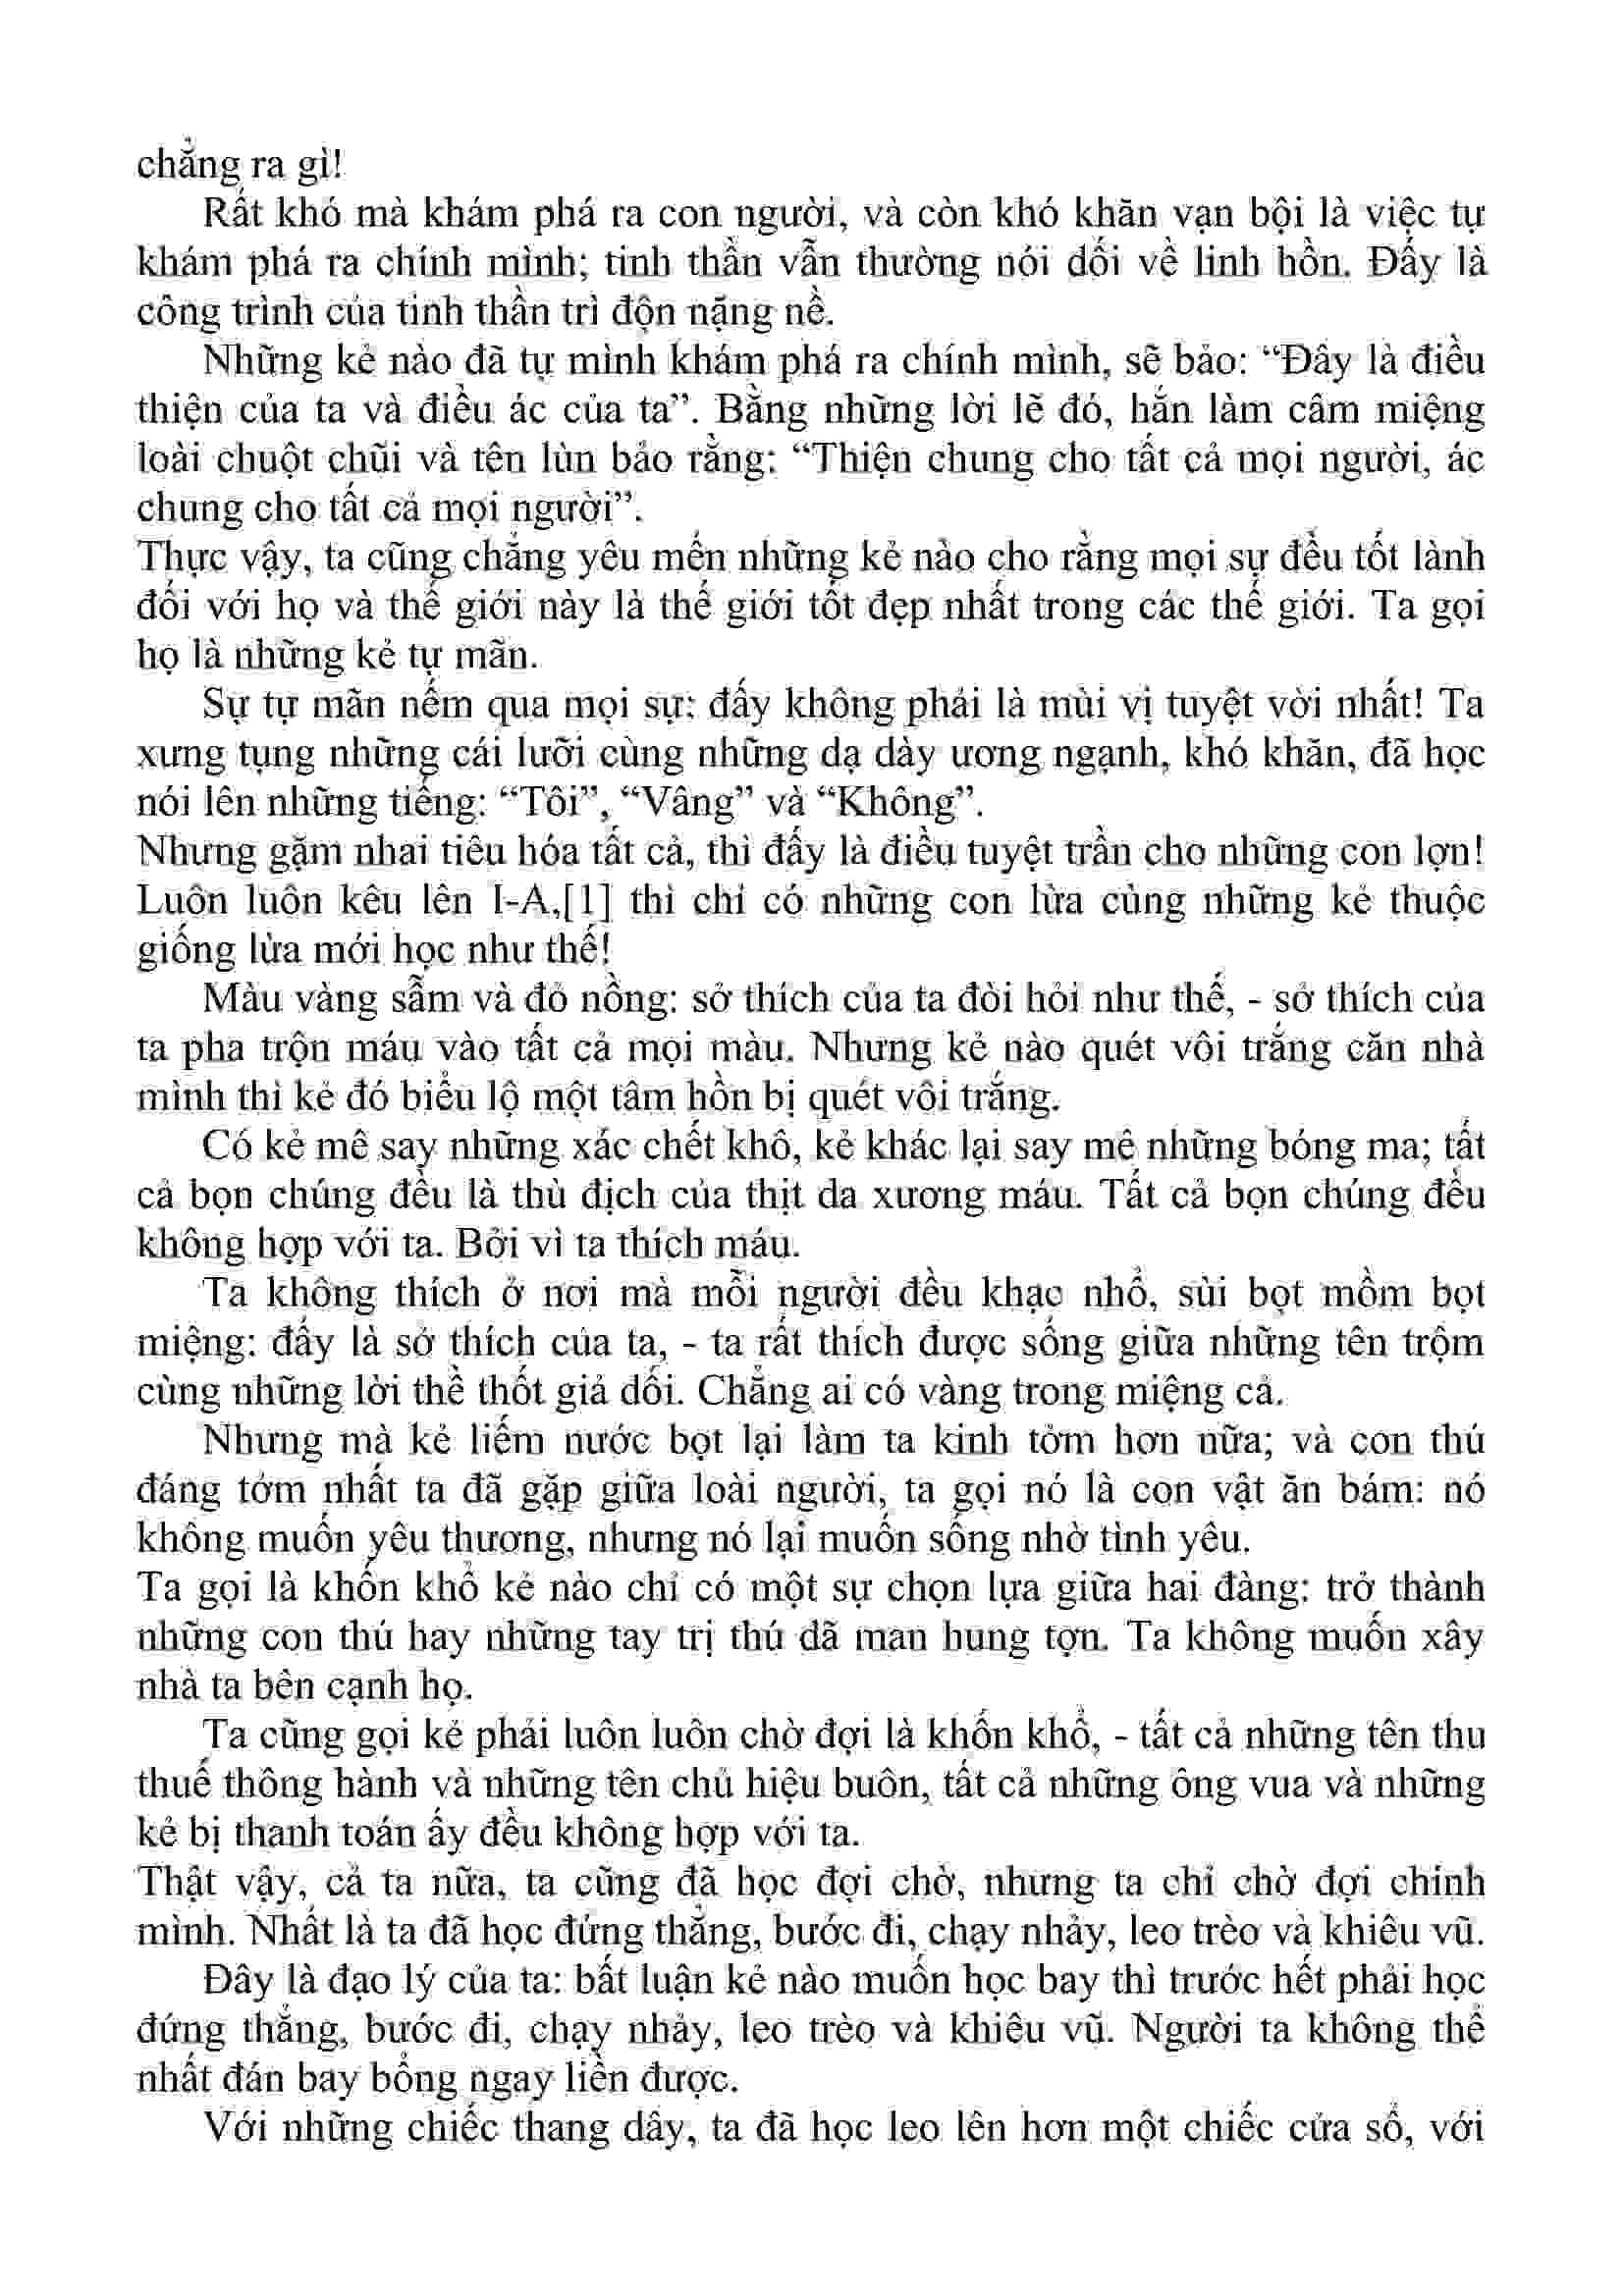 chẳng ra gì!
Rất khó mà khám phá ra con người, và còn khó khăn vạn bội là việc tự
khám phá ra chính mình; tinh thần vẫn thường nói dối về linh hồn. Đấy là
công trình của tinh thần trì độn nặng nề.
Những kẻ nào đã tự mình khám phá ra chính mình, sẽ bảo: “Đây là điều
thiện của ta và điều ác của ta”. Bằng những lời lẽ đó, hắn làm câm miệng
loài chuột chũi và tên lùn bảo rằng: “Thiện chung cho tất cả mọi người, ác
chung cho tất cả mọi người”.
Thực vậy, ta cũng chẳng yêu mến những kẻ nào cho rằng mọi sự đều tốt lành
đối với họ và thế giới này là thế giới tốt đẹp nhất trong các thế giới. Ta gọi
họ là những kẻ tự mãn.
Sự tự mãn nếm qua mọi sự: đấy không phải là mùi vị tuyệt vời nhất! Ta
xưng tụng những cái lưỡi cùng những dạ dày ương ngạnh, khó khăn, đã học
nói lên những tiếng: “Tôi”, “Vâng” và “Không”.
Nhưng gặm nhai tiêu hóa tất cả, thì đấy là điều tuyệt trần cho những con lợn!
Luôn luôn kêu lên I-A,[1] thì chỉ có những con lừa cùng những kẻ thuộc
giống lừa mới học như thế!
Màu vàng sẫm và đỏ nồng: sở thích của ta đòi hỏi như thế, - sở thích của
ta pha trộn máu vào tất cả mọi màu. Nhưng kẻ nào quét vôi trắng căn nhà
mình thì kẻ đó biểu lộ một tâm hồn bị quét vôi trắng.
Có kẻ mê say những xác chết khô, kẻ khác lại say mê những bóng ma; tất
cả bọn chúng đều là thù địch của thịt da xương máu. Tất cả bọn chúng đều
không hợp với ta. Bởi vì ta thích máu.
Ta không thích ở nơi mà mỗi người đều khạc nhổ, sùi bọt mồm bọt
miệng: đấy là sở thích của ta, - ta rất thích được sống giữa những tên trộm
cùng những lời thề thốt giả dối. Chẳng ai có vàng trong miệng cả.
Nhưng mà kẻ liếm nước bọt lại làm ta kinh tởm hơn nữa; và con thú
đáng tởm nhất ta đã gặp giữa loài người, ta gọi nó là con vật ăn bám: nó
không muốn yêu thương, nhưng nó lại muốn sống nhờ tình yêu.
Ta gọi là khốn khổ kẻ nào chỉ có một sự chọn lựa giữa hai đàng: trở thành
những con thú hay những tay trị thú dã man hung tợn. Ta không muốn xây
nhà ta bên cạnh họ.
Ta cũng gọi kẻ phải luôn luôn chờ đợi là khốn khổ, - tất cả những tên thu
thuế thông hành và những tên chủ hiệu buôn, tất cả những ông vua và những
kẻ bị thanh toán ấy đều không hợp với ta.
Thật vậy, cả ta nữa, ta cũng đã học đợi chờ, nhưng ta chỉ chờ đợi chinh
mình. Nhất là ta đã học đửng thẳng, bước đi, chạy nhảy, leo trèo và khiêu vũ.
Đây là đạo lý của ta: bất luận kẻ nào muốn học bay thì trước hết phải học
đứng thẳng, bước đi, chạy nhảy, leo trèo và khiêu vũ. Người ta không thể
nhất đán bay bổng ngay liền được.
Với những chiếc thang dây, ta đã học leo lên hơn một chiếc cửa sổ, với